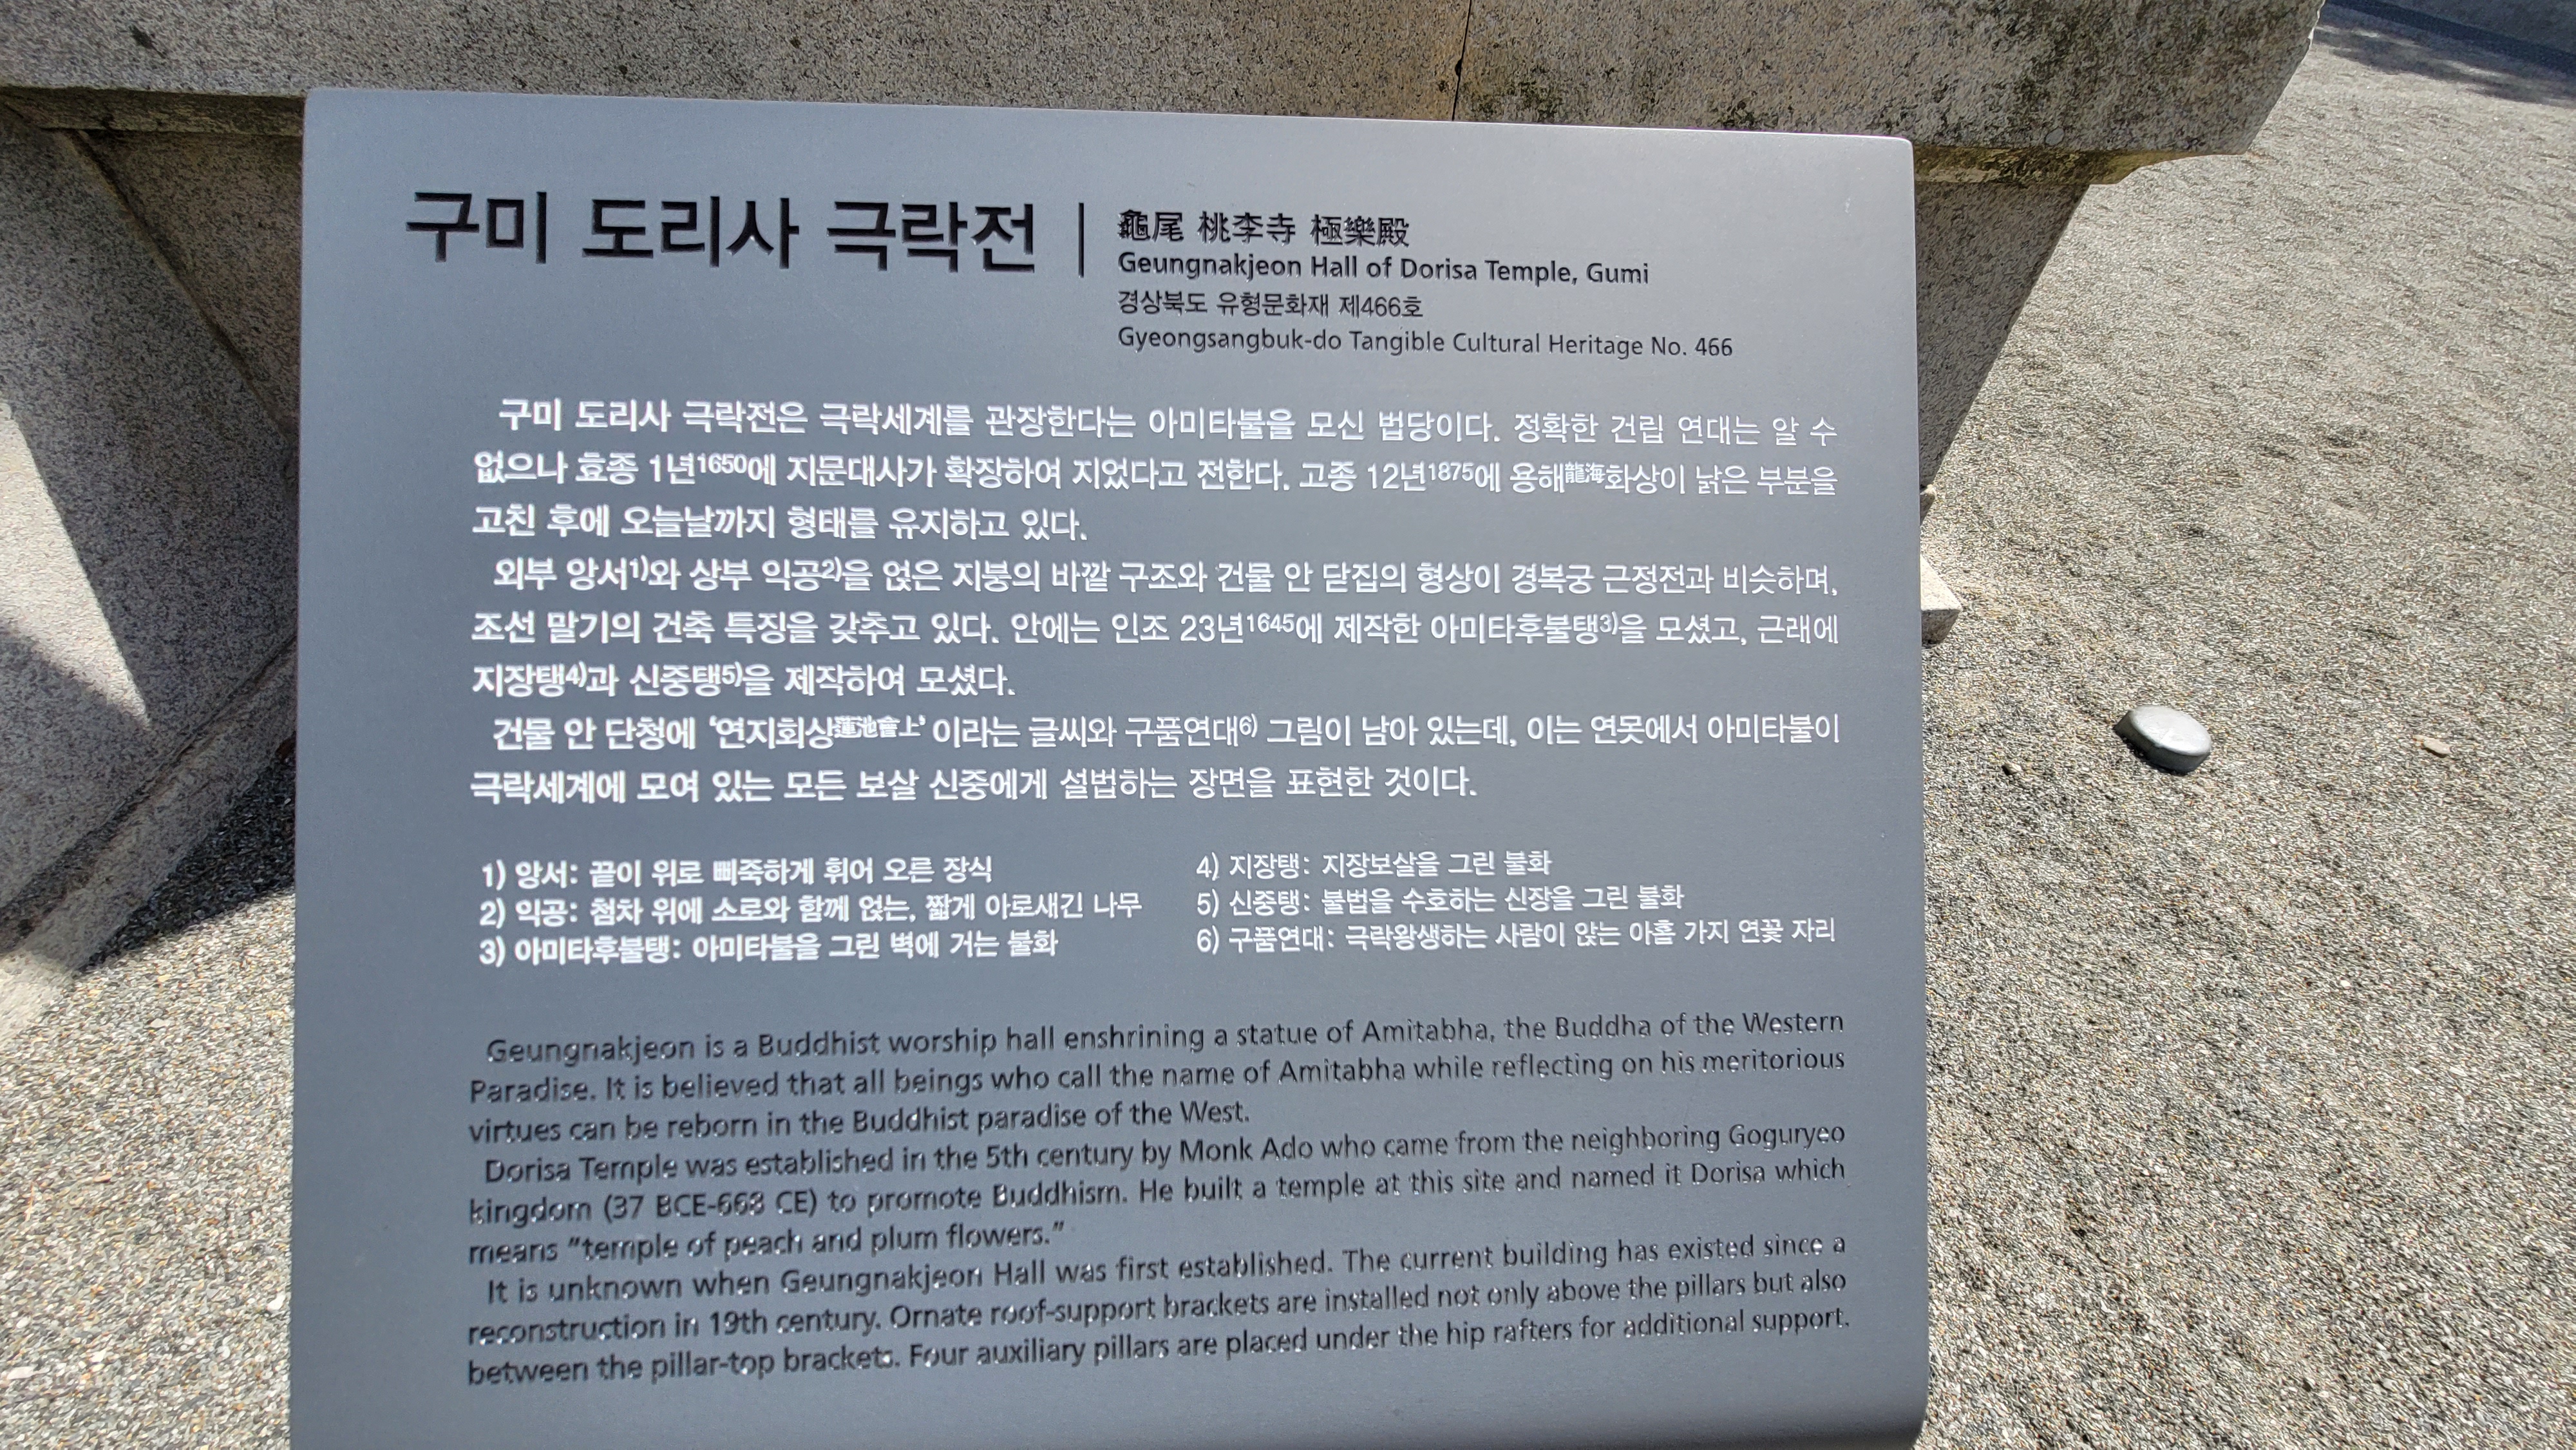 구미 도리사 극락전
龜尾 桃李寺 極樂殿
Geungnakjeon Hall of Dorisa Temple, Gumi
경상북도 유형문화재 제466호
Gyeongsangbuk-do Tangible Cultural Heritage No. 466
구미 도리사 극락전은 극락세계를 관장한다는 아미타불을 모신 법당이다. 정확한 건립 연대는 알 수
없으나 효종 1년1650에 지문대사가 확장하여 지었다고 전한다. 고종 12년1875에 용해龍海화상이 낡은 부분을
고친 후에 오늘날까지 형태를 유지하고 있다.
외부 앙서1)와 상부 익공2)을 얹은 지붕의 바깥 구조와 건물 안 닫집의 형상이 경복궁 근정전과 비슷하며,
조선 말기의 건축 특징을 갖추고 있다. 안에는 인조 23년1645에 제작한 아미타후불탱3)을 모셨고, 근래에
지장탱4)과 신중탱5)을 제작하여 모셨다.
건물 안 단청에 ‘연지회상蓮池會上’ 이라는 글씨와 구품연대6) 그림이 남아 있는데, 이는 연못에서 아미타불이
극락세계에 모여 있는 모든 보살 신중에게 설법하는 장면을 표현한 것이다.
1) 앙서: 끝이 위로 삐죽하게 휘어 오른 장식
2) 익공: 첨차 위에 소로와 함께 얹는, 짧게 아로새긴 나무
3) 아미타후불탱: 아미타불을 그린 벽에 거는 불화
4) 지장탱: 지장보살을 그린 불화
5) 신중탱: 불법을 수호하는 신장을 그린 불화
6) 구품연대: 극락왕생하는 사람이 앉는 아홉 가지 연꽃 자리
Geungnakjeon is a Buddhist worship hall enshrining a statue of Amitabha, the Buddha of the Western
Paradise. It is believed that all beings who call the name of Amitabha while reflecting on his meritorious
virtues can be reborn in the Buddhist paradise of the West.
Dorisa Temple was established in the 5th century by Monk Ado who came from the neighboring Goguryeo
kingdom (37 BCE-668 CE) to promote Buddhism. He built a temple at this site and named it Dorisa which
means “temple of peach and plum flowers.”
It is unknown when Geungnakjeon Hall was first established. The current building has existed since a
reconstruction in 19th century. Ornate roof-support brackets are installed not only above the pillars but also
between the pillar-top brackets. Four auxiliary pillars are placed under the hip rafters for additional support.